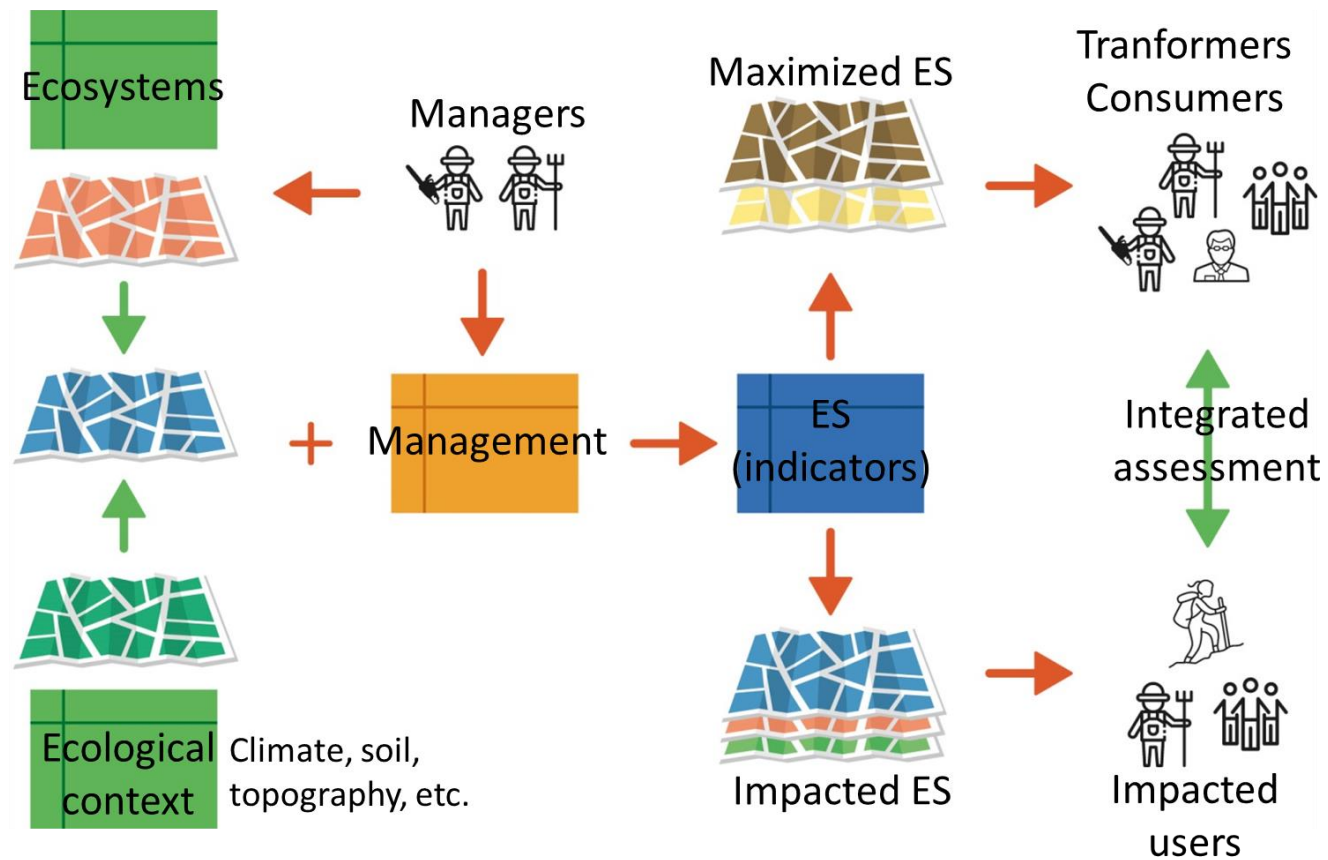 Ecosystems
Managers
Maximized ES
Tranformers
Consumers
Management
ES
(indicators)
Integrated
assessment
Ecological
context
Climate, soil,
topography, etc.
Impacted ES
Impacted
users